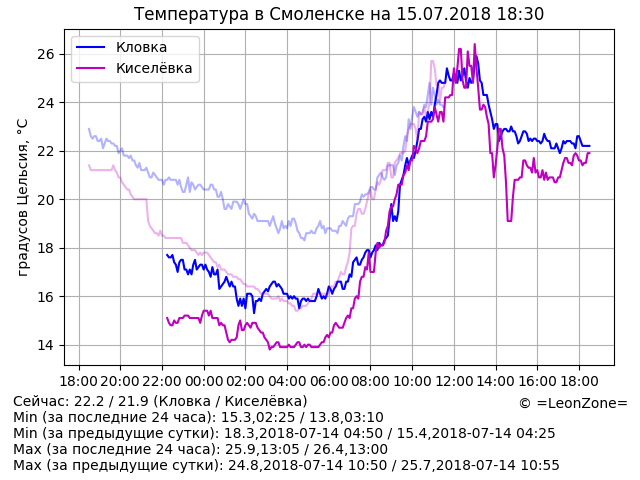 Температура в Смоленске на 15.07.2018 18:30
Кловка
Киселёвка
градусов Цельсия, °C
26
24
22
20
18
16
14
18:00 20:00 22:00 00:00 02:00 04:00 06:00 08:00 10:00 12:00 14:00 16:00 18:00
Сейчас: 22.2 / 21.9 (Кловка / Киселёвка)
© =LeonZone=
Min (за последние 24 часа): 15.3,02:25 / 13.8,03:10
Min (за предыдущие сутки): 18.3,2018-07-14 04:50 / 15.4,2018-07-14 04:25
Max (за последние 24 часа): 25.9,13:05 / 26.4,13:00
Max (за предыдущие сутки): 24.8,2018-07-14 10:50 / 25.7,2018-07-14 10:55